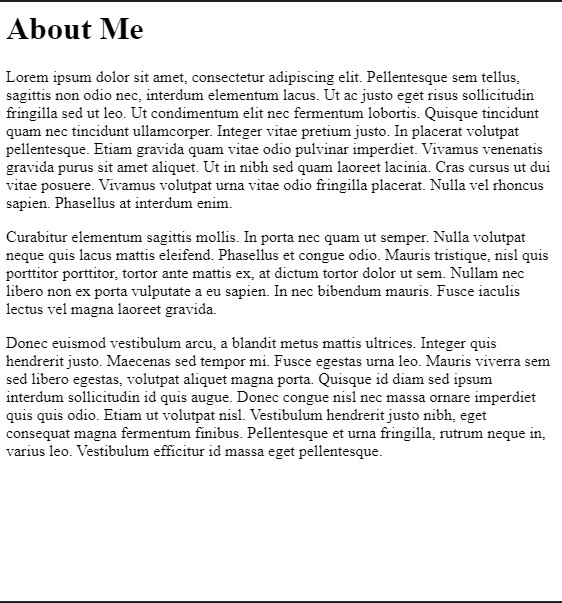 About Me
Lorem ipsum dolor sit amet, consectetur adipiscing elit. Pellentesque sem tellus,
sagittis non odio nec, interdum elementum lacus. Ut ac justo eget risus sollicitudin
fringilla sed ut leo. Ut condimentum elit nec fermentum lobortis. Quisque tincidunt
quam nec tincidunt ullamcorper. Integer vitae pretium justo. In placerat volutpat
pellentesque. Etiam gravida quam vitae odio pulvinar imperdiet. Vivamus venenatis
gravida purus sit amet aliquet. Ut in nibh sed quam laoreet lacinia. Cras cursus ut dui
vitae posuere. Vivamus volutpat urna vitae odio fringilla placerat. Nulla vel rhoncus
sapien. Phasellus at interdum enim.
Curabitur elementum sagittis mollis. In porta nec quam ut semper. Nulla volutpat
neque quis lacus mattis eleifend. Phasellus et congue odio. Mauris tristique, nisl quis
porttitor porttitor, tortor ante mattis ex, at dictum tortor dolor ut sem. Nullam nec
libero non ex porta vulputate a eu sapien. In nec bibendum mauris. Fusce iaculis
lectus vel magna laoreet gravida.
Donec euismod vestibulum arcu, a blandit metus mattis ultrices. Integer quis
hendrerit justo. Maecenas sed tempor mi. Fusce egestas urna leo. Mauris viverra sem
sed libero egestas, volutpat aliquet magna porta. Quisque id diam sed ipsum
interdum sollicitudin id quis augue. Donec congue nisl nec massa ornare imperdiet
quis quis odio. Etiam ut volutpat nisl. Vestibulum hendrerit justo nibh, eget
consequat magna fermentum finibus. Pellentesque et urna fringilla, rutrum neque in,
varius leo. Vestibulum efficitur id massa eget pellentesque.